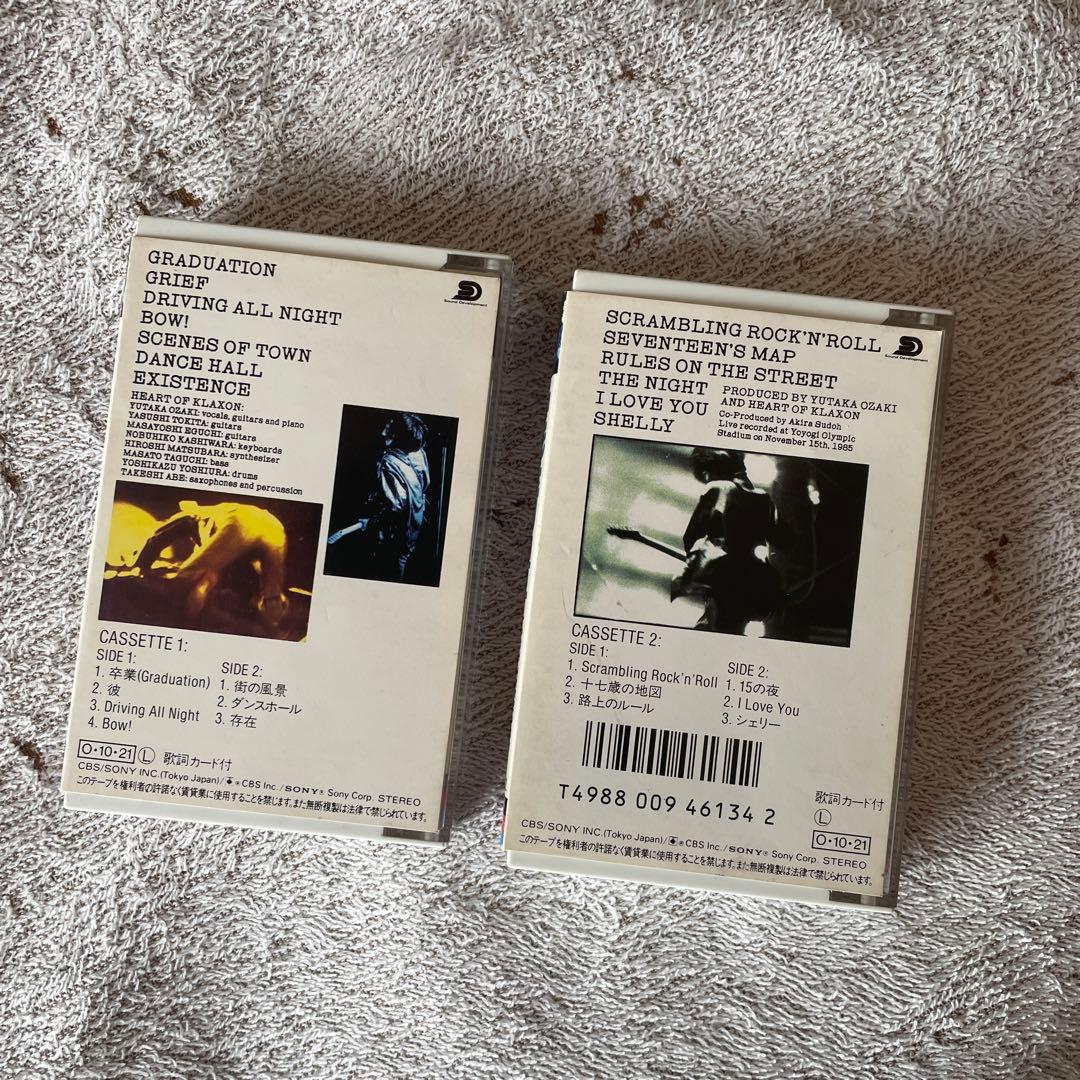 GRADUATION
GRIEF
DRIVING ALL NIGHT
BOW!
SCENES OF TOWN
DANCE HALL
EXISTENCE
HEART OF KLAXON:
YUTAKA OZAKI: vocals, guitars and piano
YASUSHI TOKITA: guitars
MASAYOSHI EGUCHI: guitars
NOBUHIKO KASHIWARA: keyboards
HIROSHI MATSUBARA: synthesizer
MASATO TAGUCHI: bass
YOSHIKAZU YOSHIURA: drums
TAKESHI ABE: saxophones and percussion
SD
Sound Development
CASSETTE 1:
SIDE 1:
1. 卒業(Graduation)
2. 彼
3. Driving All Night
4. Bow!
SIDE 2:
1. 街の風景
2. ダンスホール
3. 存在
O・10・21 Ⓛ 歌詞カード付
CBS/SONY INC.(Tokyo Japan)/® CBS Inc./SONY® Sony Corp. STEREO
このテープを権利者の許諾なく賃貸業に使用することを禁じます。また無断複製は法律で禁じられています。
SCRAMBLING ROCK'N'ROLL
SEVENTEEN'S MAP
RULES ON THE STREET
THE NIGHT
I LOVE YOU
SHELLY
SD
Sound Development
PRODUCED BY YUTAKA OZAKI
AND HEART OF KLAXON
Co-Produced by Akira Sudoh
Live recorded at Yoyogi Olympic
Stadium on November 15th, 1985
CASSETTE 2:
SIDE 1:
1. Scrambling Rock'n'Roll
2. 十七歳の地図
3. 路上のルール
SIDE 2:
1. 15の夜
2. I Love You
3. シェリー
T4988 009 46134 2
歌詞カード付
Ⓛ
O・10・21
CBS/SONY INC.(Tokyo Japan)/® CBS Inc./SONY® Sony Corp. STEREO
このテープを権利者の許諾なく賃貸業に使用することを禁じます。また無断複製は法律で禁じられています。